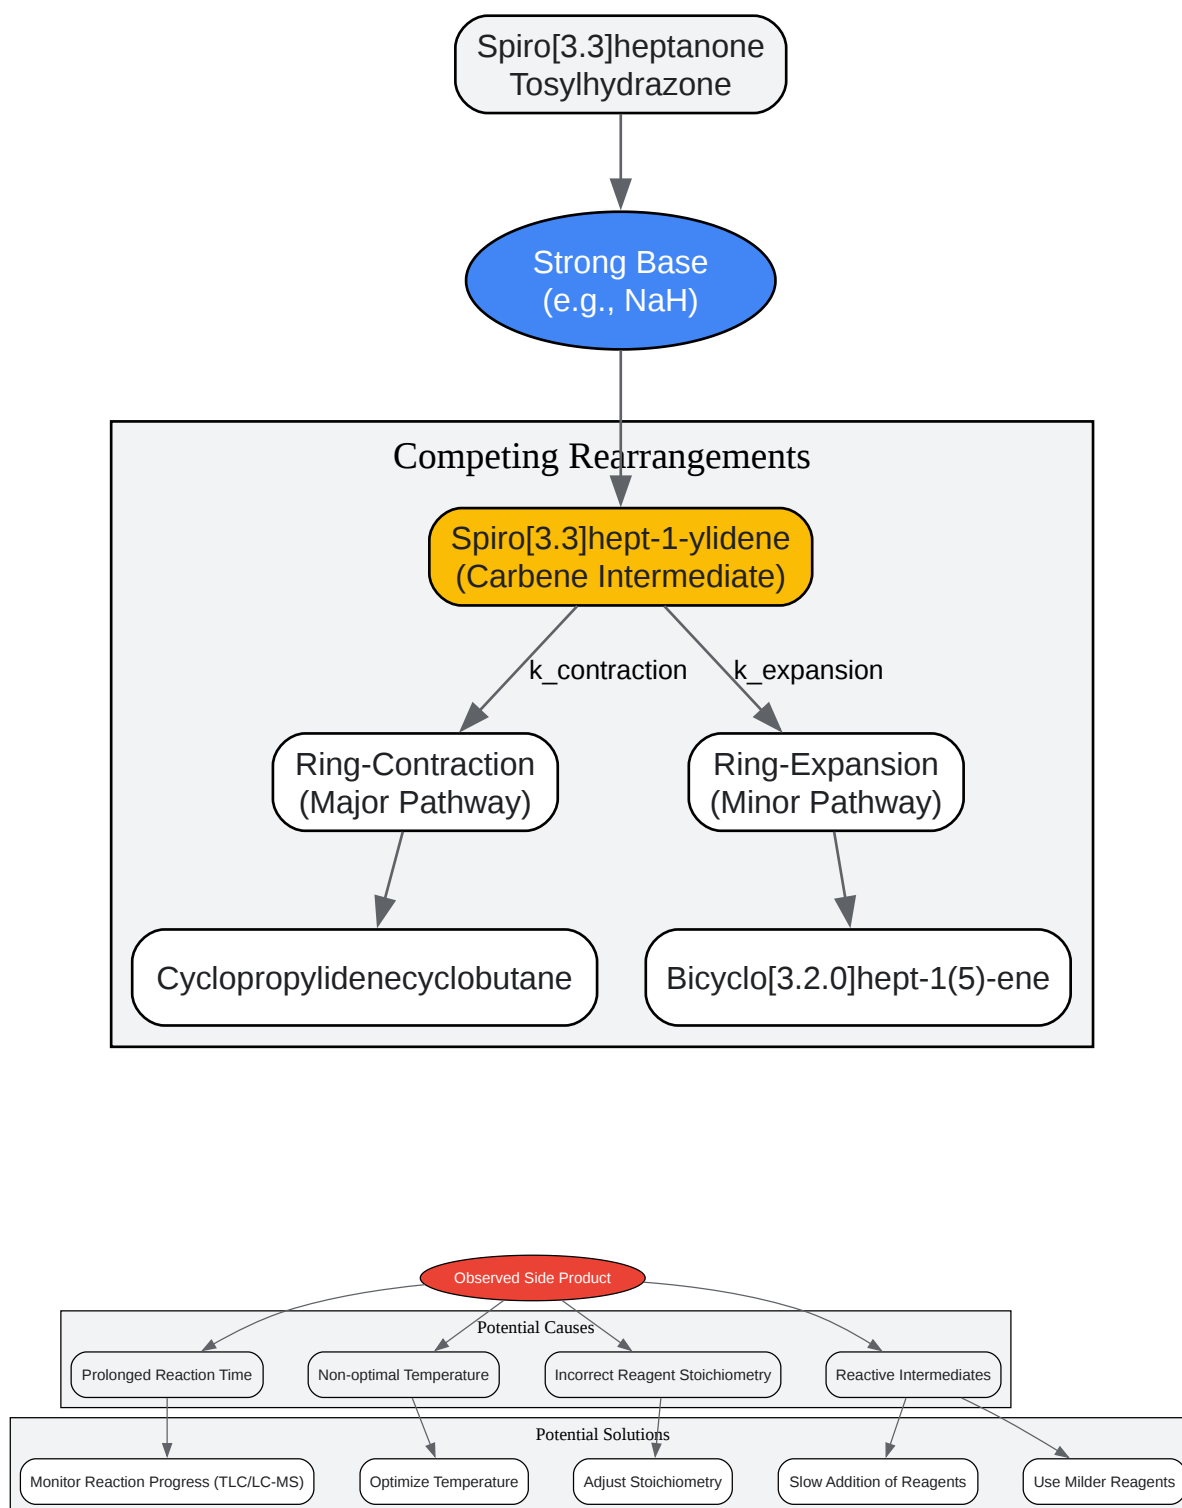 Spiro[3.3]heptanone
Tosylhydrazone
Strong Base
(e.g., NaH)
Competing Rearrangements
Spiro[3.3]hept-1-ylidene
(Carbene Intermediate)
k_contraction
k_expansion
Ring-Contraction
(Major Pathway)
Ring-Expansion
(Minor Pathway)
Cyclopropylidenecyclobutane
Bicyclo[3.2.0]hept-1(5)-ene
Observed Side Product
Potential Causes
Prolonged Reaction Time
Non-optimal Temperature
Incorrect Reagent Stoichiometry
Reactive Intermediates
Potential Solutions
Monitor Reaction Progress (TLC/LC-MS)
Optimize Temperature
Adjust Stoichiometry
Slow Addition of Reagents
Use Milder Reagents